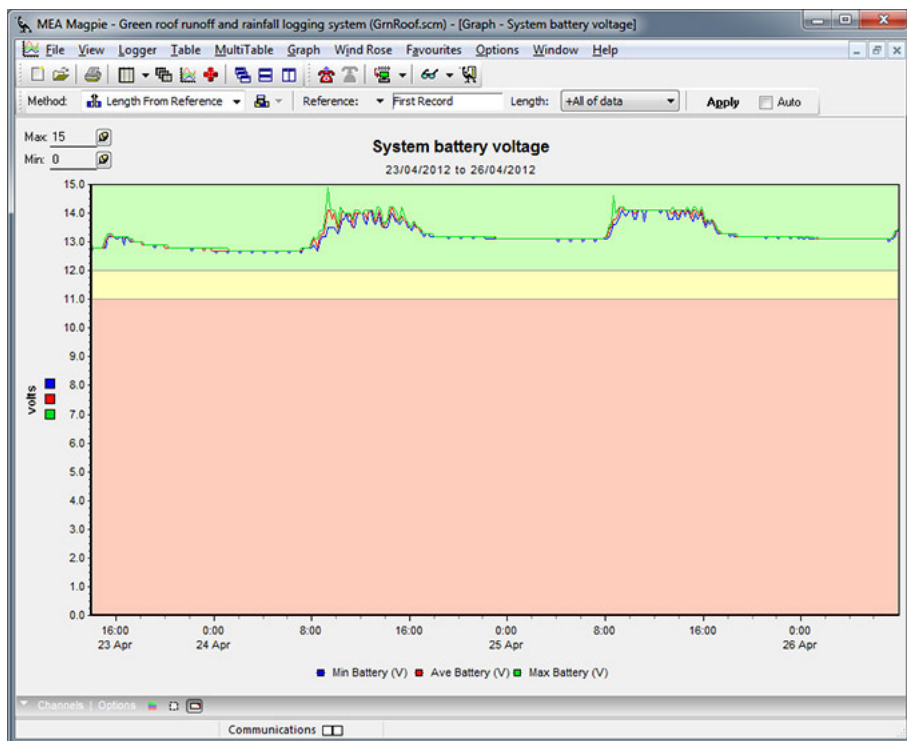 MEA Magpie - Green roof runoff and rainfall logging system (GrnRoof.scm) - [Graph - System battery voltage]
File View Logger Table MultiTable Graph Wind Rose Favourites Options Window Help
Method: Length From Reference Reference: First Record Length: +All of data Apply Auto
Max: 15
Min: 0
System battery voltage
23/04/2012 to 26/04/2012
15.0
14.0
13.0
12.0
11.0
10.0
9.0
8.0
7.0
6.0
5.0
4.0
3.0
2.0
1.0
0.0
volts
16:00 0:00 8:00 16:00 0:00 8:00 16:00 0:00
23 Apr 24 Apr 25 Apr 26 Apr
Min Battery (V) Ave Battery (V) Max Battery (V)
Channels | Options
Communications